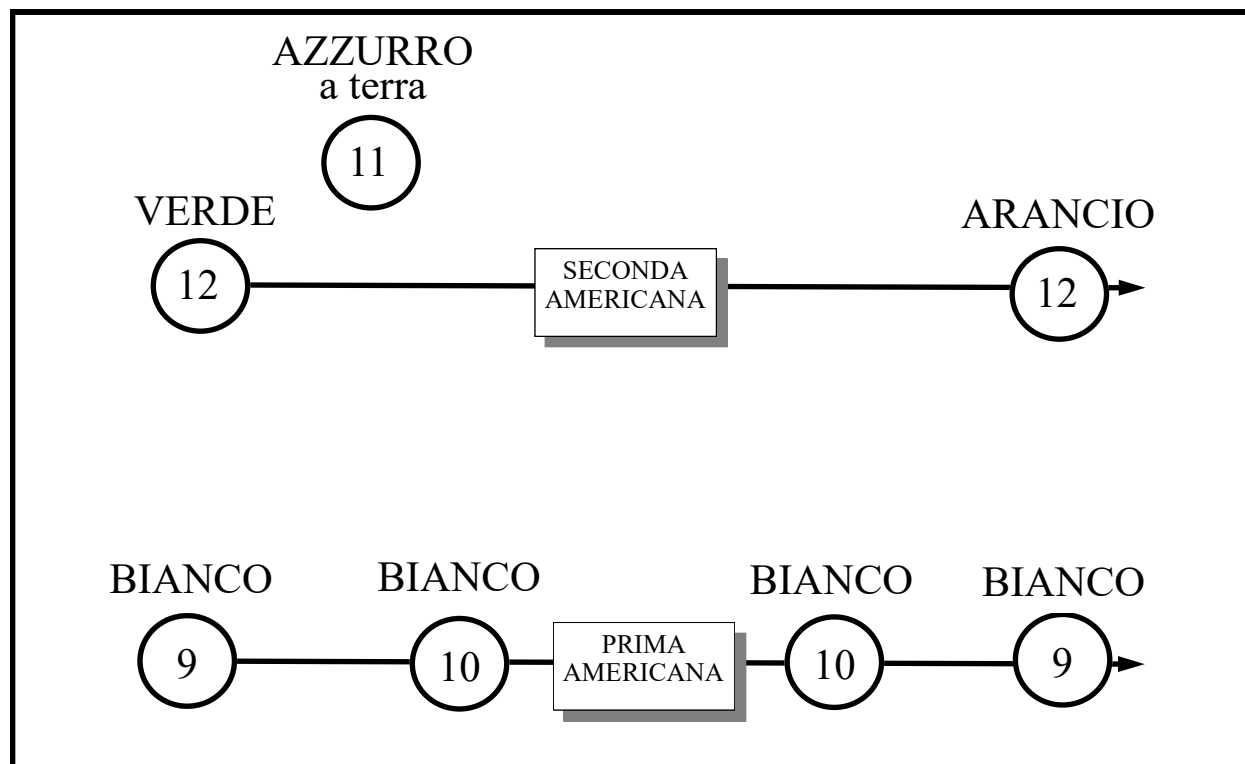 AZZURRO
a terra
11
VERDE
ARANCIO
12
SECONDA
AMERICANA
12
BIANCO
BIANCO
BIANCO
BIANCO
9
10
PRIMA
AMERICANA
10
9